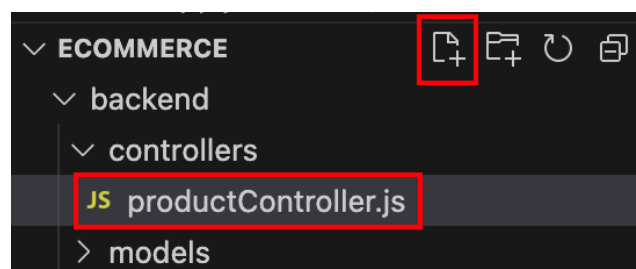 ECOMMERCE
backend
controllers
JS productController.js
models